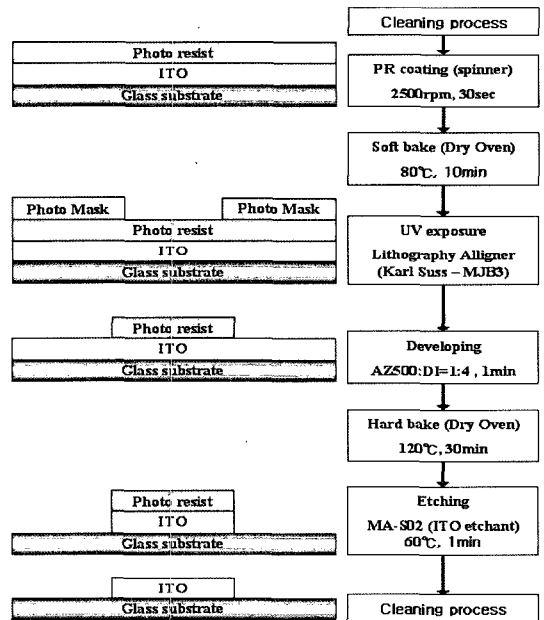 Cleaning process
Photo resist
ITO
Glass substrate
PR coating (spinner)
2500rpm, 30sec
Soft bake (Dry Oven)
80℃, 10min
Photo Mask
Photo Mask
Photo resist
ITO
Glass substrate
UV exposure
Lithography Alligner
(Karl Suss – MJB3)
Photo resist
ITO
Glass substrate
Developing
AZ500:DI=1:4 , 1min
Hard bake (Dry Oven)
120℃, 30min
Photo resist
ITO
Glass substrate
Etching
MA-S02 (ITO etchant)
60℃, 1min
ITO
Glass substrate
Cleaning process